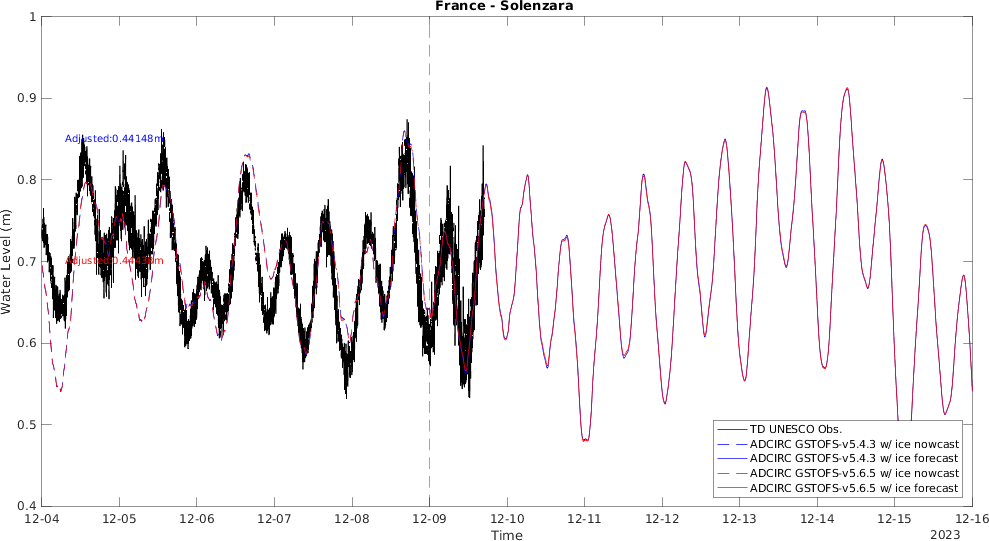 France - Solenzara
Water Level (m)
1
0.9
0.8
0.7
0.6
0.5
0.4
Adjusted:0.44148m
TD UNESCO Obs.
ADCIRC GSTOFS-v5.4.3 w/ ice nowcast
ADCIRC GSTOFS-v5.4.3 w/ ice forecast
ADCIRC GSTOFS-v5.6.5 w/ ice nowcast
ADCIRC GSTOFS-v5.6.5 w/ ice forecast
12-04 12-05 12-06 12-07 12-08 12-09 12-10 12-11 12-12 12-13 12-14 12-15 12-16
Time
2023